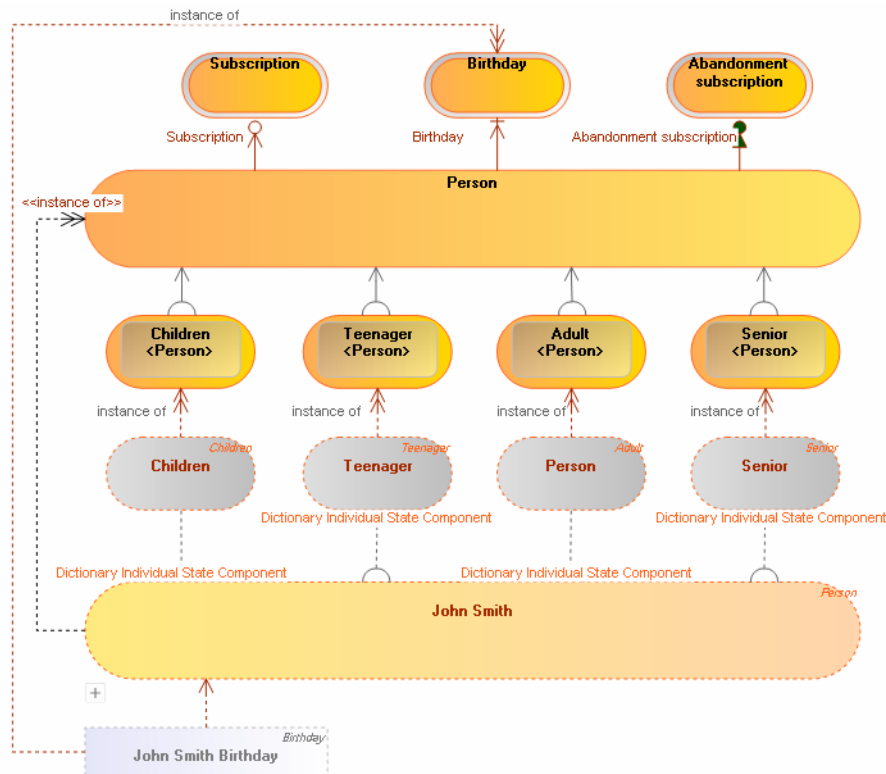 instance of
Subscription
Birthday
Abandonment
subscription
Subscription
Birthday
Abandonment subscription
Person
<<instance of>>
Children
<Person>
Teenager
<Person>
Adult
<Person>
Senior
<Person>
instance of
instance of
instance of
instance of
Children
Children
Teenager
Teenager
Adult
Person
Senior
Senior
Dictionary Individual State Component
Dictionary Individual State Component
Dictionary Individual State Component
Dictionary Individual State Component
Person
John Smith
Birthday
John Smith Birthday